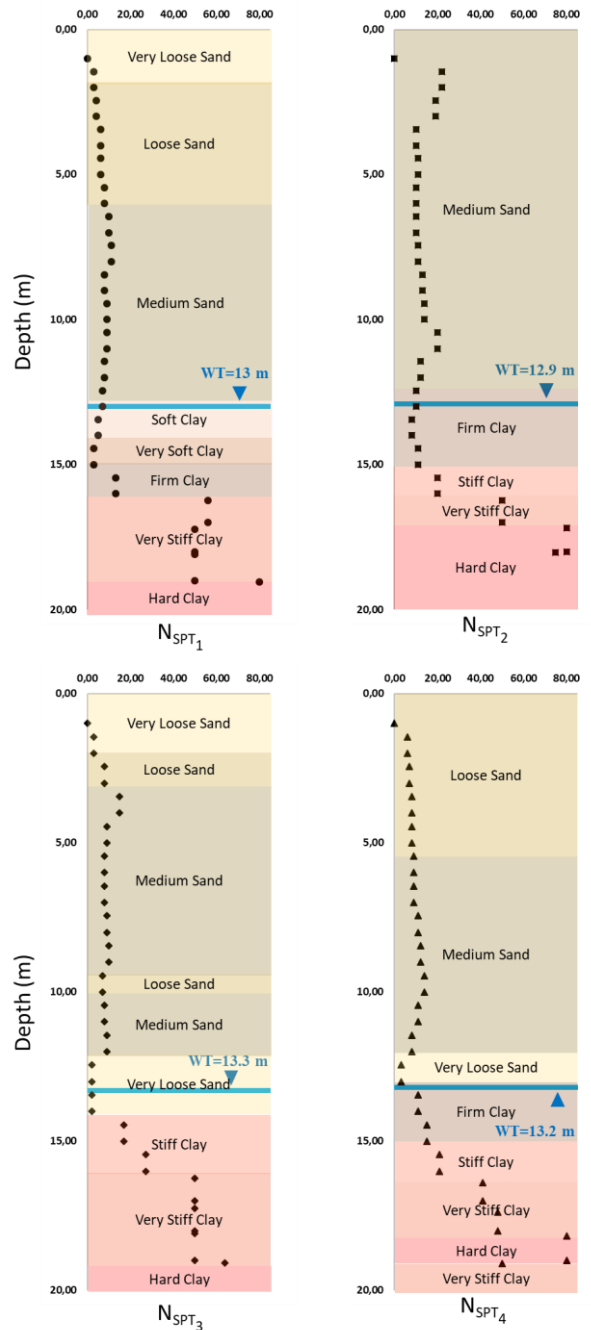 0,00 20,00 40,00 60,00 80,00
0,00
Very Loose Sand
Loose Sand
5,00
Medium Sand
Depth (m)
10,00
WT=13 m
Soft Clay
Very Soft Clay
15,00
Firm Clay
Very Stiff Clay
Hard Clay
20,00
NSPT1
0,00 20,00 40,00 60,00 80,00
0,00
5,00
Medium Sand
10,00
WT=12.9 m
Firm Clay
15,00
Stiff Clay
Very Stiff Clay
Hard Clay
20,00
NSPT2
0,00 20,00 40,00 60,00 80,00
0,00
Very Loose Sand
Loose Sand
5,00
Medium Sand
Depth (m)
Loose Sand
10,00
Medium Sand
WT=13.3 m
Very Loose Sand
15,00
Stiff Clay
Very Stiff Clay
Hard Clay
20,00
NSPT3
0,00 20,00 40,00 60,00 80,00
0,00
Loose Sand
5,00
Medium Sand
10,00
Very Loose Sand
Firm Clay
WT=13.2 m
15,00
Stiff Clay
Very Stiff Clay
Hard Clay
Very Stiff Clay
20,00
NSPT4